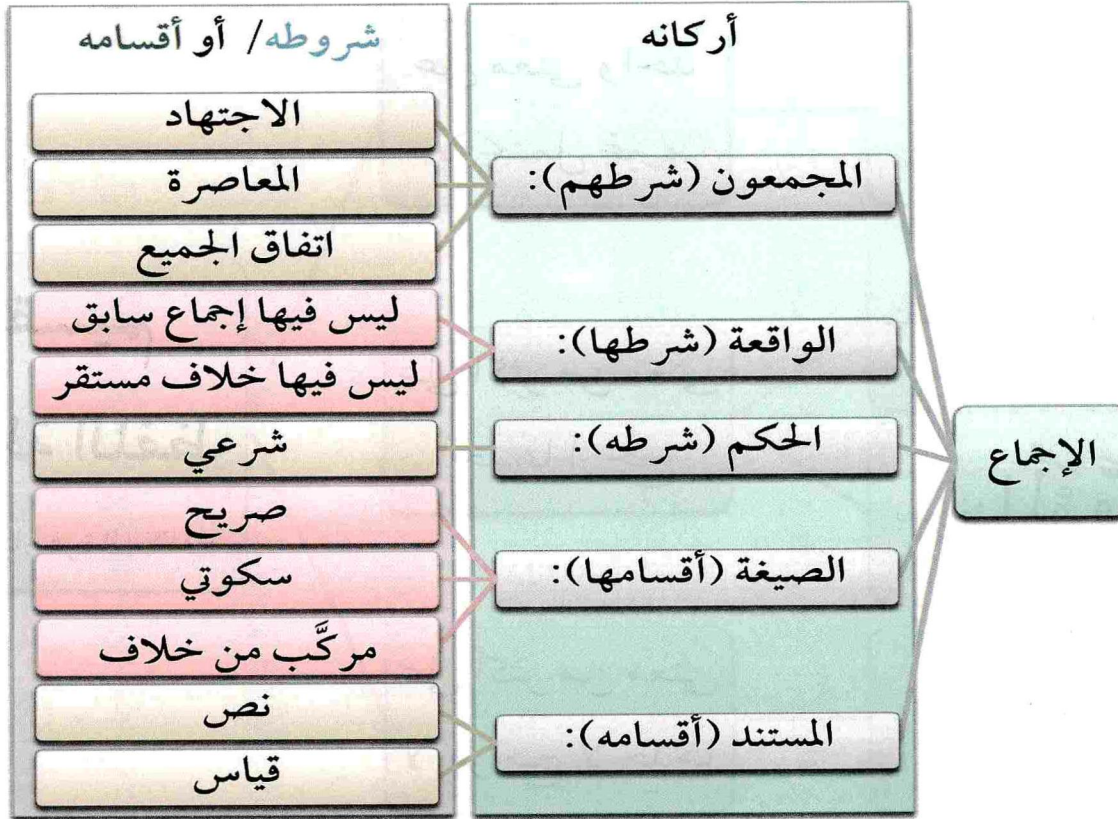 الإجماع
أركانه
المجمعون (شرطهم):
الواقعة (شرطها):
الحكم (شرطه):
الصيغة (أقسامها):
المستند (أقسامه):
شروطه/ أو أقسامه
الاجتهاد
المعاصرة
اتفاق الجميع
ليس فيها إجماع سابق
ليس فيها خلاف مستقر
شرعي
صريح
سكوتي
مركَّب من خلاف
نص
قياس